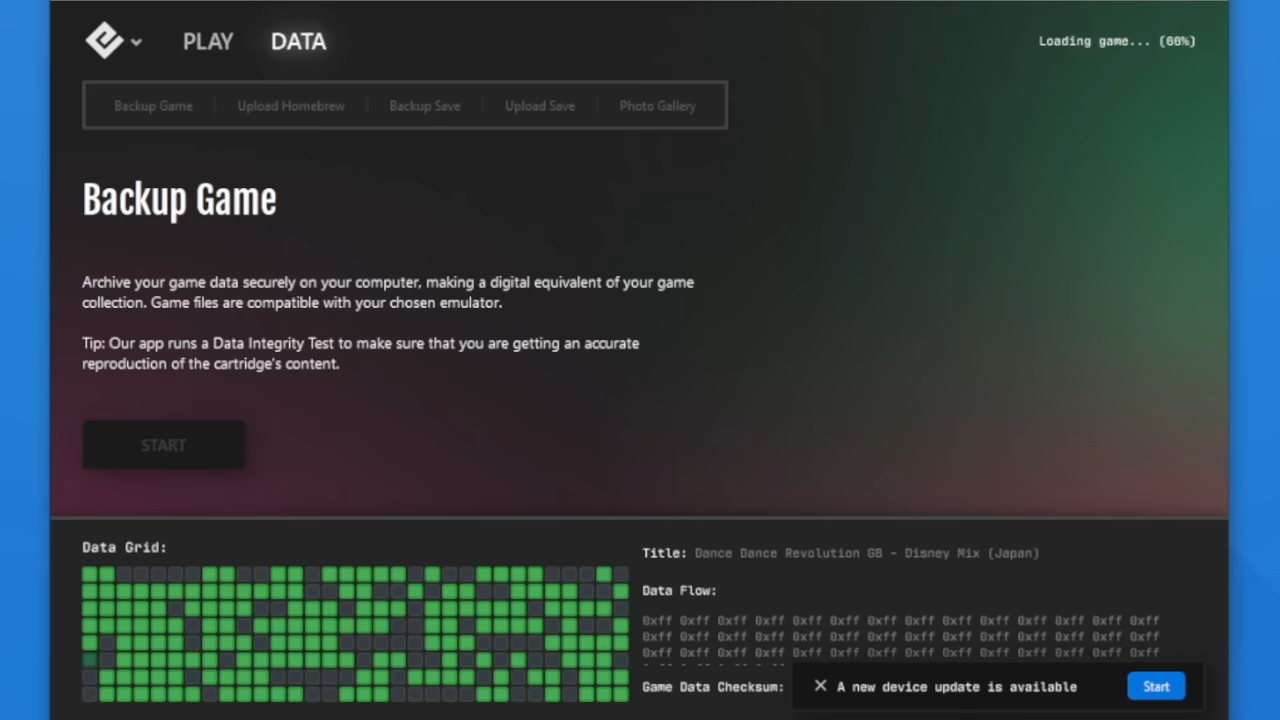 PLAY DATA Loading game... (66%)
Backup Game Upload Homebrew Backup Save Upload Save Photo Gallery
Backup Game
Archive your game data securely on your computer, making a digital equivalent of your game
collection. Game files are compatible with your chosen emulator.
Tip: Our app runs a Data Integrity Test to make sure that you are getting an accurate
reproduction of the cartridge's content.
START
Data Grid:
Title: Dance Dance Revolution GB - Disney Mix (Japan)
Data Flow:
0xff 0xff 0xff 0xff 0xff 0xff 0xff 0xff 0xff 0xff 0xff 0xff 0xff 0xff
0xff 0xff 0xff 0xff 0xff 0xff 0xff 0xff 0xff 0xff 0xff 0xff 0xff 0xff
0xff 0xff 0xff 0xff 0xff 0xff 0xff 0xff 0xff 0xff 0xff 0xff 0xff 0xff
Game Data Checksum:
A new device update is available Start